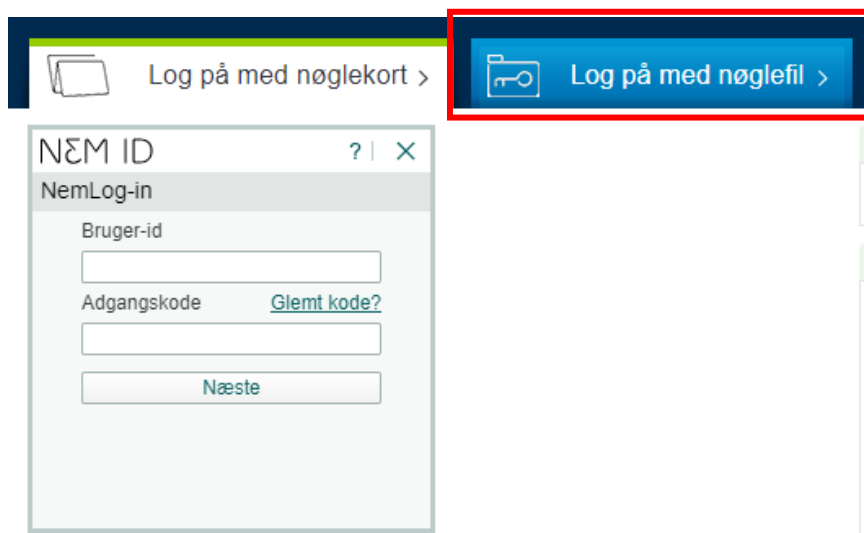 Log på med nøglekort >
Log på med nøglefil >
NEM ID ? X
NemLog-in
Bruger-id
Adgangskode Glemt kode?
Næste